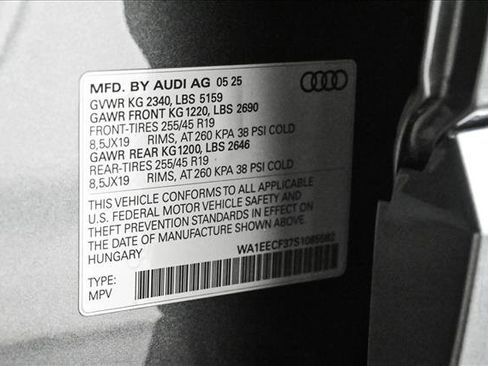 MFD. BY AUDI AG 05 25
GVWR KG 2340, LBS 5159
GAWR FRONT KG1220, LBS 2690
FRONT-TIRES 255/45 R19
8,5JX19 RIMS, AT 260 KPA 38 PSI COLD
GAWR REAR KG1200, LBS 2646
REAR-TIRES 255/45 R19
8,5JX19 RIMS, AT 260 KPA 38 PSI COLD
THIS VEHICLE CONFORMS TO ALL APPLICABLE
U.S. FEDERAL MOTOR VEHICLE SAFETY AND
THEFT PREVENTION STANDARDS IN EFFECT ON
THE DATE OF MANUFACTURE SHOWN ABOVE.
HUNGARY
TYPE:
MPV